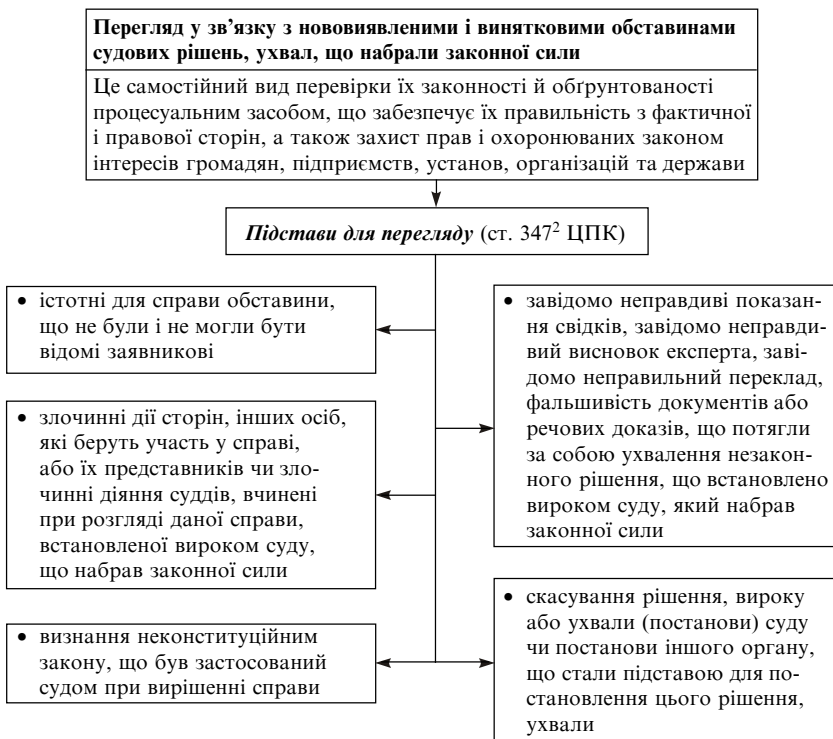 Перегляд у зв’язку з нововиявленими і винятковими обставинами
судових рішень, ухвал, що набрали законної сили
Це самостійний вид перевірки їх законності й обґрунтованості
процесуальним засобом, що забезпечує їх правильність з фактичної
і правової сторін, а також захист прав і охоронюваних законом
інтересів громадян, підприємств, установ, організацій та держави
Підстави для перегляду (ст. 347² ЦПК)
• істотні для справи обставини,
що не були і не могли бути
відомі заявникові
• злочинні дії сторін, інших осіб,
які беруть участь у справі,
або їх представників чи зло-
чинні діяння суддів, вчинені
при розгляді даної справи,
встановленої вироком суду,
що набрав законної сили
• визнання неконституційним
закону, що був застосований
судом при вирішенні справи
• завідомо неправдиві показан-
ня свідків, завідомо неправди-
вий висновок експерта, заві-
домо неправильний переклад,
фальшивість документів або
речових доказів, що потягли
за собою ухвалення незакон-
ного рішення, що встановлено
вироком суду, який набрав
законної сили
• скасування рішення, вироку
або ухвали (постанови) суду
чи постанови іншого органу,
що стали підставою для по-
становлення цього рішення,
ухвали